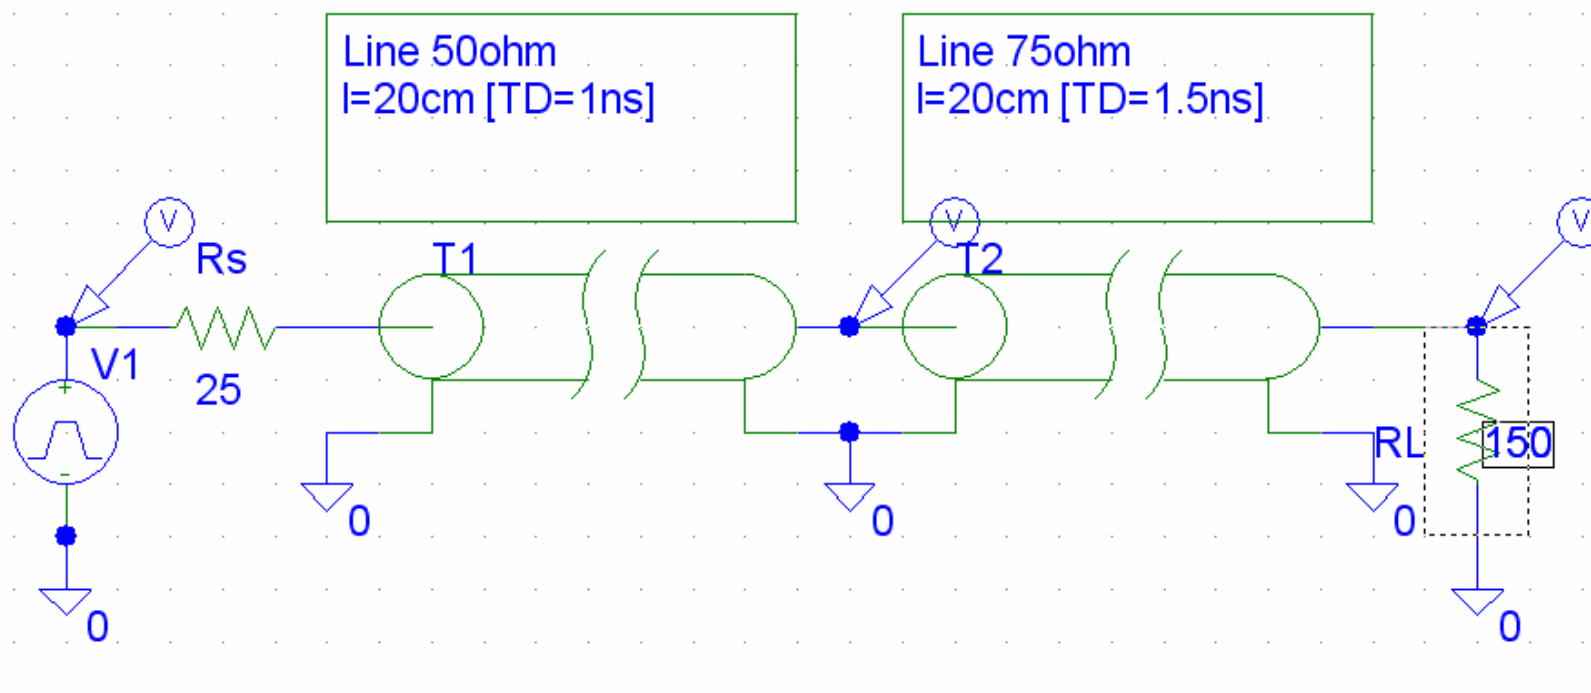 Line 50ohm
l=20cm [TD=1ns]
Line 75ohm
l=20cm [TD=1.5ns]
V
V
V
Rs
T1
T2
V1
25
+
-
RL
150
0
0
0
0
0